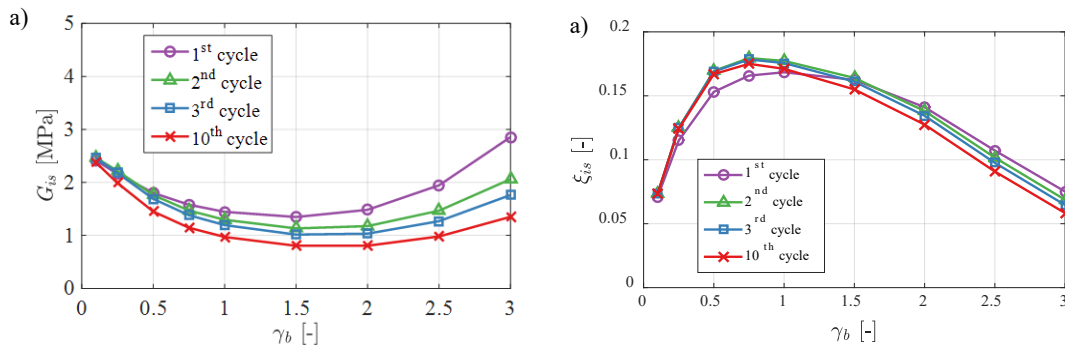 a)
G_is [MPa]
5
4
3
2
1
0
1st cycle
2nd cycle
3rd cycle
10th cycle
0 0.5 1 1.5 2 2.5 3
γ_b [-]
a)
ξ_is [-]
0.2
0.15
0.1
0.05
0
1st cycle
2nd cycle
3rd cycle
10th cycle
0 0.5 1 1.5 2 2.5 3
γ_b [-]